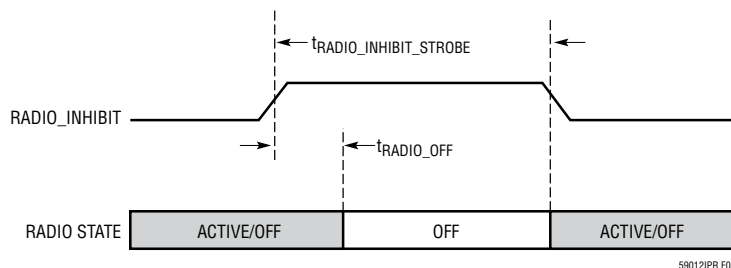 tRADIO_INHIBIT_STROBE
RADIO_INHIBIT
tRADIO_OFF
RADIO STATE ACTIVE/OFF OFF ACTIVE/OFF
59012IPR F0